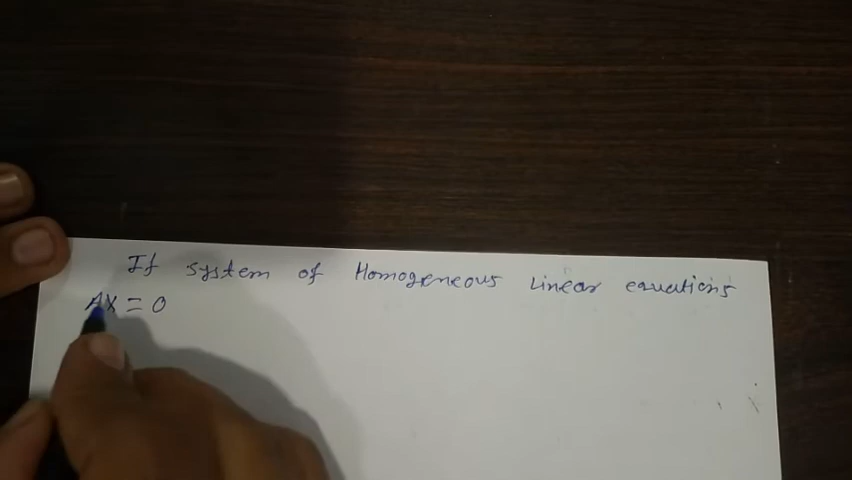 If system of Homogeneous Linear equations
AX = 0